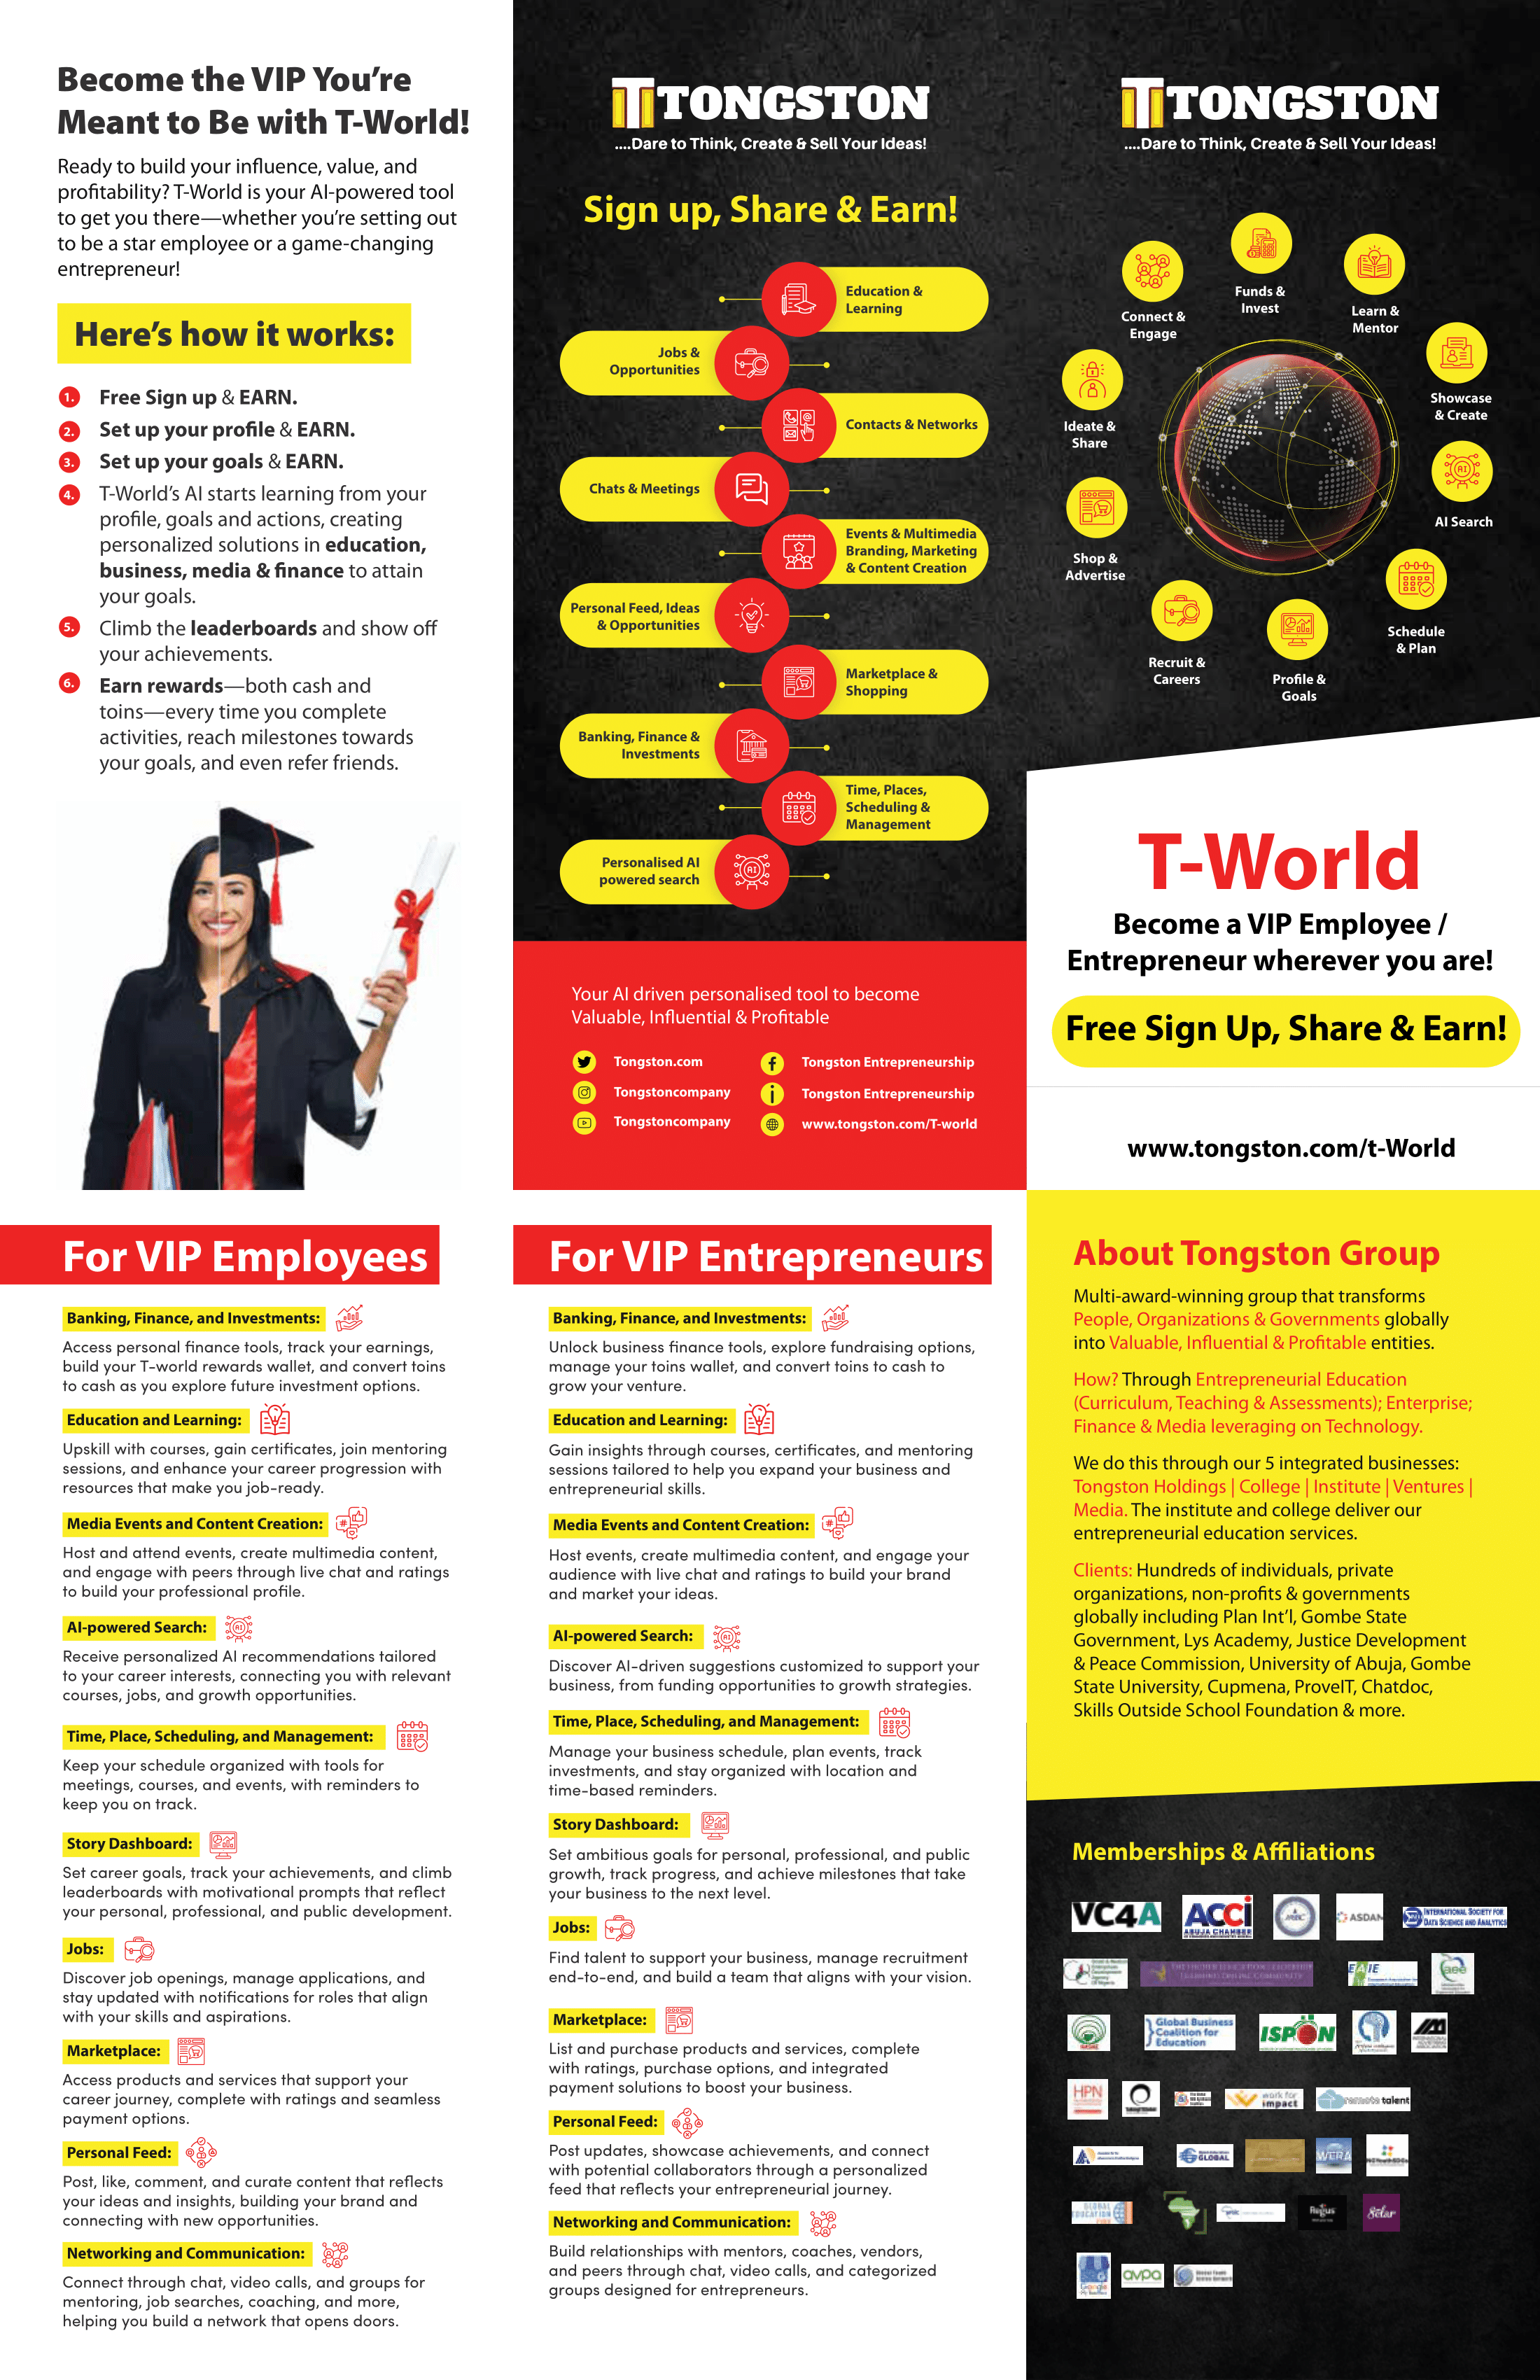 Become the VIP You’re
Meant to Be with T-World!
Ready to build your influence, value, and
profitability? T-World is your AI-powered tool
to get you there—whether you’re setting out
to be a star employee or a game-changing
entrepreneur!
Here’s how it works:
1. Free Sign up & EARN.
2. Set up your profile & EARN.
3. Set up your goals & EARN.
4. T-World’s AI starts learning from your
profile, goals and actions, creating
personalized solutions in education,
business, media & finance to attain
your goals.
5. Climb the leaderboards and show off
your achievements.
6. Earn rewards—both cash and
toins—every time you complete
activities, reach milestones towards
your goals, and even refer friends.
TONGSTON
....Dare to Think, Create & Sell Your Ideas!
Sign up, Share & Earn!
Education &
Learning
Jobs &
Opportunities
Contacts & Networks
Chats & Meetings
Events & Multimedia
Branding, Marketing
& Content Creation
Personal Feed, Ideas
& Opportunities
Marketplace &
Shopping
Banking, Finance &
Investments
Time, Places,
Scheduling &
Management
Personalised AI
powered search
AI
Your AI driven personalised tool to become
Valuable, Influential & Profitable
Tongston.com
Tongstoncompany
Tongstoncompany
Tongston Entrepreneurship
Tongston Entrepreneurship
www.tongston.com/T-world
TONGSTON
....Dare to Think, Create & Sell Your Ideas!
Funds &
Invest
Connect &
Engage
Learn &
Mentor
Showcase
& Create
Ideate &
Share
AI
AI Search
Shop &
Advertise
Schedule
& Plan
Recruit &
Careers
Profile &
Goals
T-World
Become a VIP Employee /
Entrepreneur wherever you are!
Free Sign Up, Share & Earn!
www.tongston.com/t-World
For VIP Employees
Banking, Finance, and Investments:
Access personal finance tools, track your earnings,
build your T-world rewards wallet, and convert toins
to cash as you explore future investment options.
Education and Learning:
Upskill with courses, gain certificates, join mentoring
sessions, and enhance your career progression with
resources that make you job-ready.
Media Events and Content Creation:
Host and attend events, create multimedia content,
and engage with peers through live chat and ratings
to build your professional profile.
AI-powered Search:
Receive personalized AI recommendations tailored
to your career interests, connecting you with relevant
courses, jobs, and growth opportunities.
Time, Place, Scheduling, and Management:
Keep your schedule organized with tools for
meetings, courses, and events, with reminders to
keep you on track.
Story Dashboard:
Set career goals, track your achievements, and climb
leaderboards with motivational prompts that reflect
your personal, professional, and public development.
Jobs:
Discover job openings, manage applications, and
stay updated with notifications for roles that align
with your skills and aspirations.
Marketplace:
Access products and services that support your
career journey, complete with ratings and seamless
payment options.
Personal Feed:
Post, like, comment, and curate content that reflects
your ideas and insights, building your brand and
connecting with new opportunities.
Networking and Communication:
Connect through chat, video calls, and groups for
mentoring, job searches, coaching, and more,
helping you build a network that opens doors.
For VIP Entrepreneurs
Banking, Finance, and Investments:
Unlock business finance tools, explore fundraising options,
manage your toins wallet, and convert toins to cash to
grow your venture.
Education and Learning:
Gain insights through courses, certificates, and mentoring
sessions tailored to help you expand your business and
entrepreneurial skills.
Media Events and Content Creation:
Host events, create multimedia content, and engage your
audience with live chat and ratings to build your brand
and market your ideas.
AI-powered Search:
Discover AI-driven suggestions customized to support your
business, from funding opportunities to growth strategies.
Time, Place, Scheduling, and Management:
Manage your business schedule, plan events, track
investments, and stay organized with location and
time-based reminders.
Story Dashboard:
Set ambitious goals for personal, professional, and public
growth, track progress, and achieve milestones that take
your business to the next level.
Jobs:
Find talent to support your business, manage recruitment
end-to-end, and build a team that aligns with your vision.
Marketplace:
List and purchase products and services, complete
with ratings, purchase options, and integrated
payment solutions to boost your business.
Personal Feed:
Post updates, showcase achievements, and connect
with potential collaborators through a personalized
feed that reflects your entrepreneurial journey.
Networking and Communication:
Build relationships with mentors, coaches, vendors,
and peers through chat, video calls, and categorized
groups designed for entrepreneurs.
About Tongston Group
Multi-award-winning group that transforms
People, Organizations & Governments globally
into Valuable, Influential & Profitable entities.
How? Through Entrepreneurial Education
(Curriculum, Teaching & Assessments); Enterprise;
Finance & Media leveraging on Technology.
We do this through our 5 integrated businesses:
Tongston Holdings | College | Institute | Ventures |
Media. The institute and college deliver our
entrepreneurial education services.
Clients: Hundreds of individuals, private
organizations, non-profits & governments
globally including Plan Int’l, Gombe State
Government, Lys Academy, Justice Development
& Peace Commission, University of Abuja, Gombe
State University, Cupmena, ProveIT, Chatdoc,
Skills Outside School Foundation & more.
Memberships & Affiliations
VC4A
ACCI
ABUJA CHAMBER
ASDAN
INTERNATIONAL SOCIETY FOR
DATA SCIENCE AND ANALYTICS
EAIE
aee
Global Business
Coalition for
Education
ISPON
HPN
work for
impact
remote talent
GLOBAL
WERA
GLOBAL
EDUCATION
Regus
Solar
Google
avpa